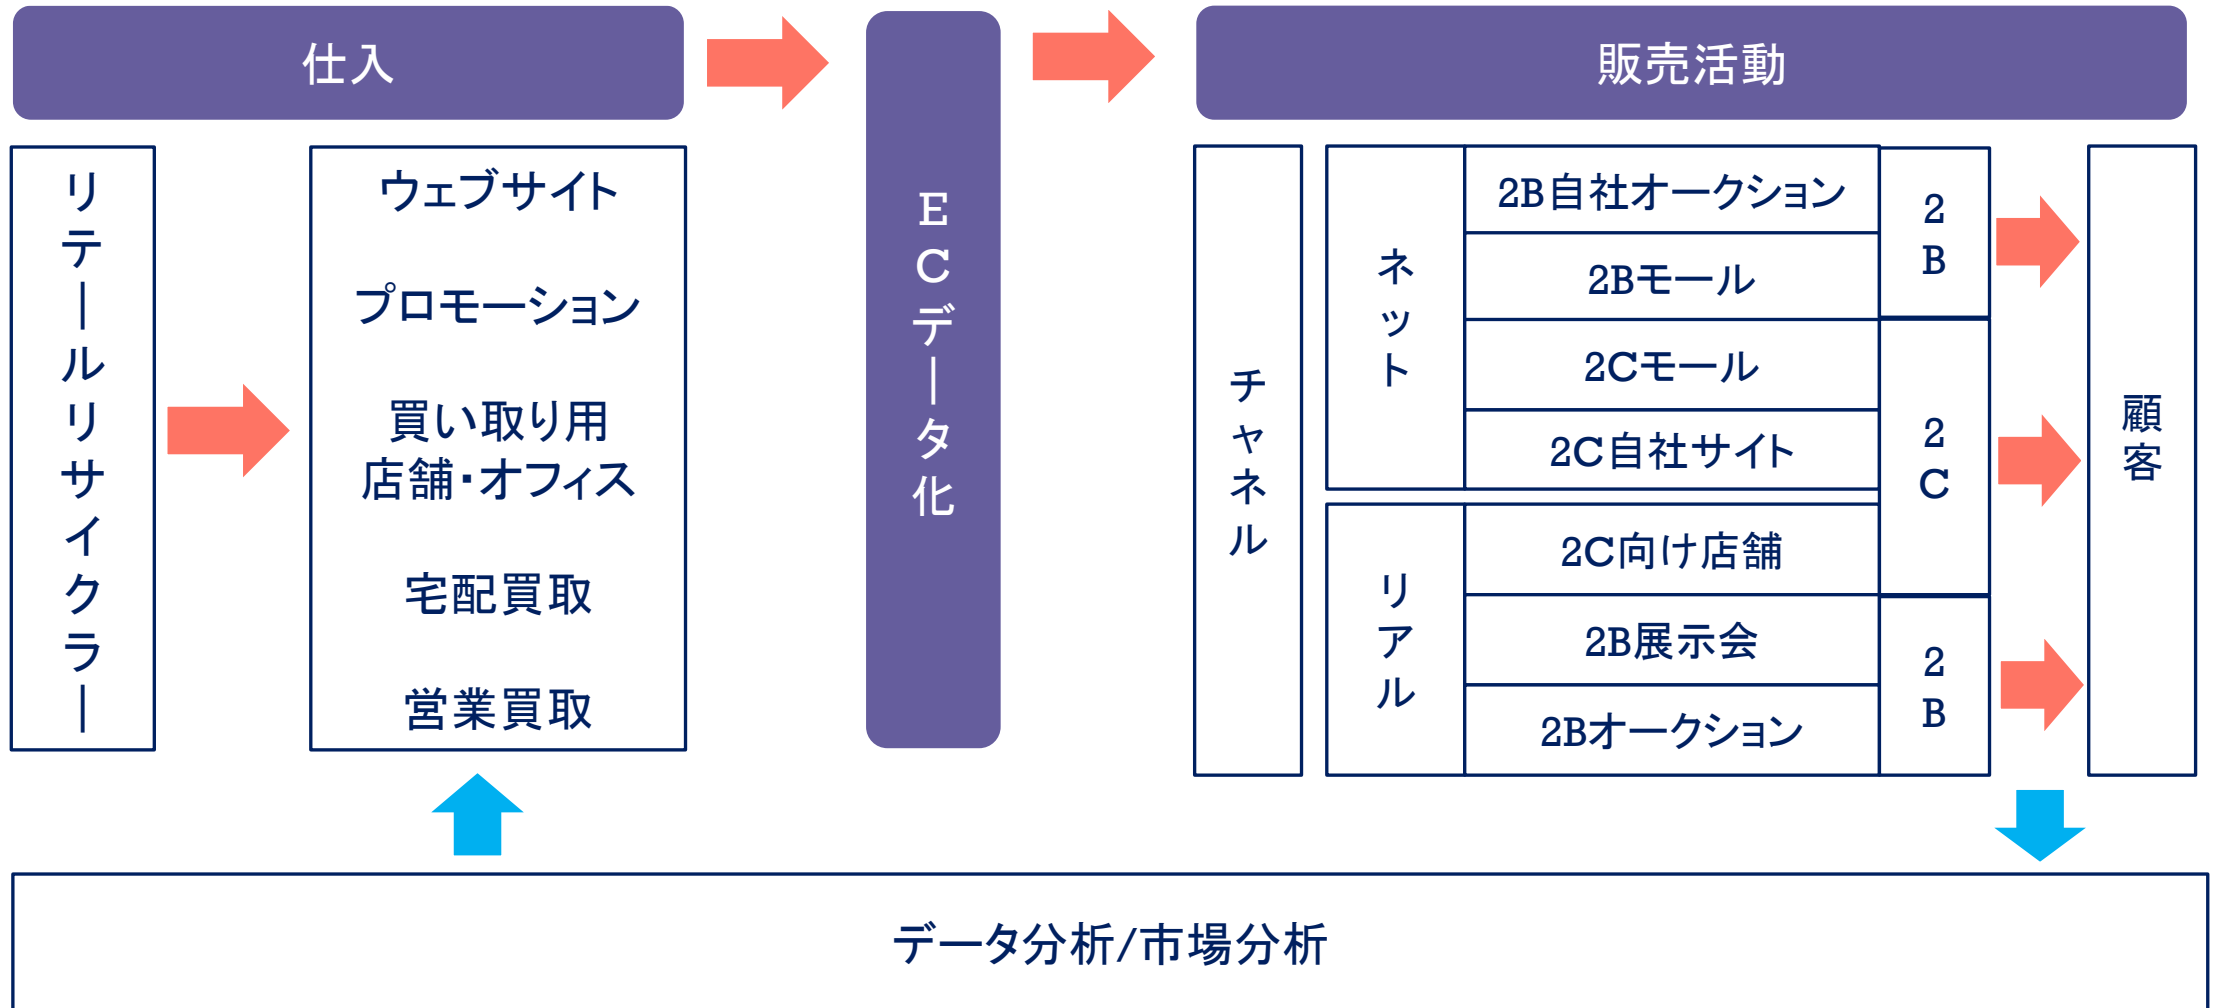 仕入
ECデータ化
販売活動
リテールリサイクラー
ウェブサイト
プロモーション
買い取り用
店舗・オフィス
宅配買取
営業買取
チャネル
ネット
2B自社オークション
2Bモール
2Cモール
2C自社サイト
リアル
2C向け店舗
2B展示会
2Bオークション
2B
2C
2B
顧客
データ分析/市場分析